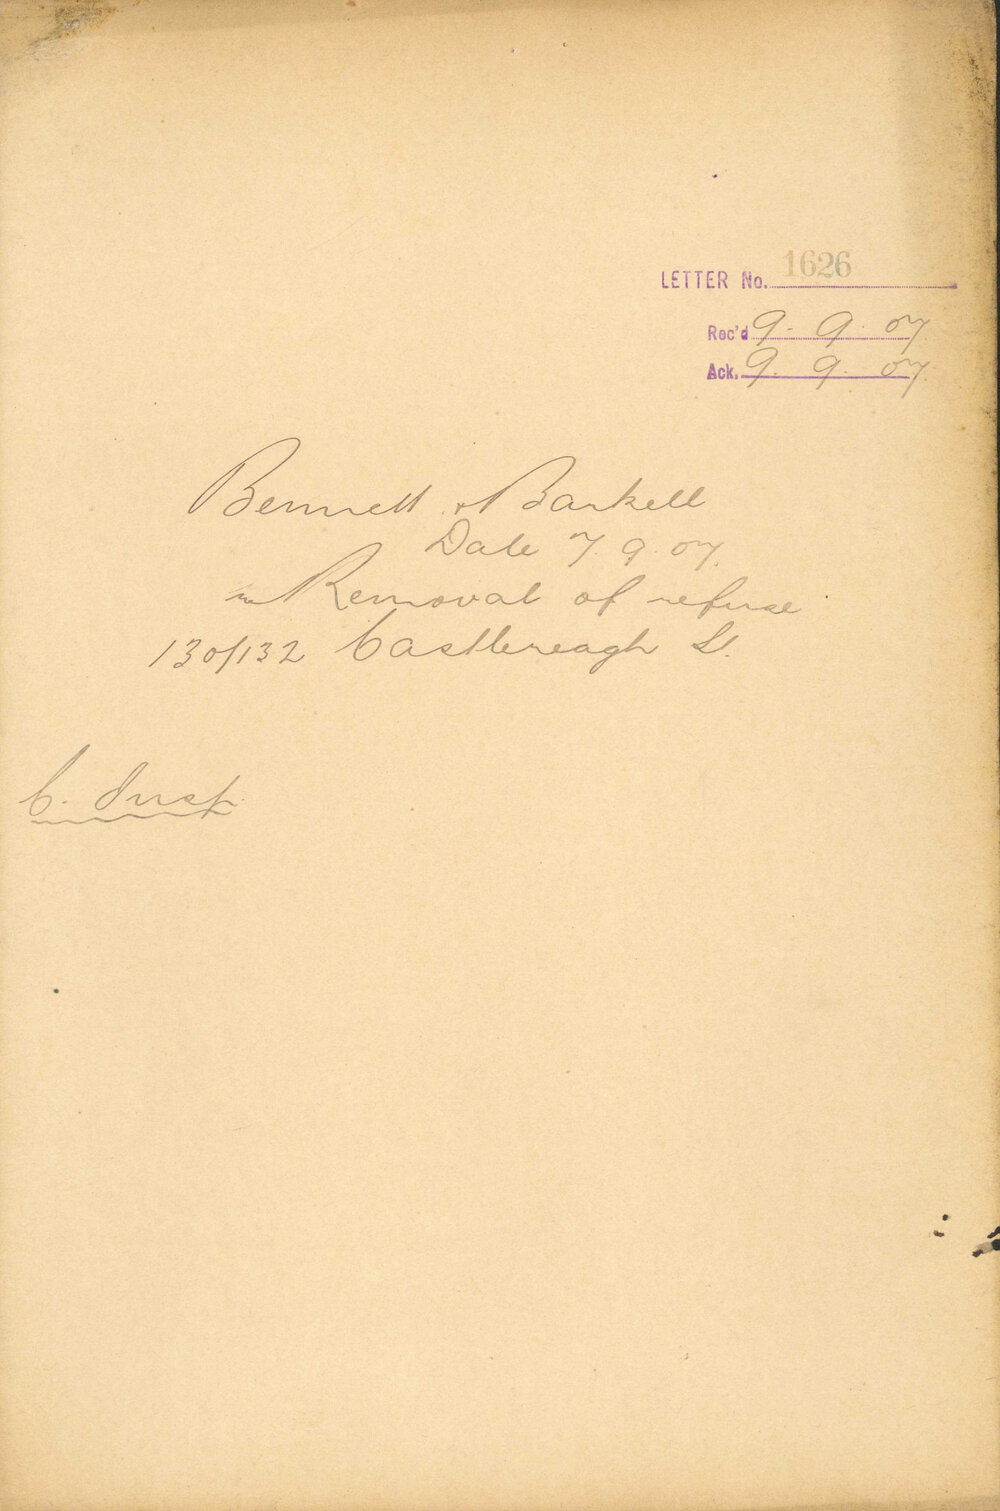 LETTER No. 1626
Rec'd 9. 9. 07
Ack. 9. 9. 07.
Bennett & Barkell
Date 7. 9. 07.
re Removal of refuse
130/132 Castlereagh St.
C. Insp.